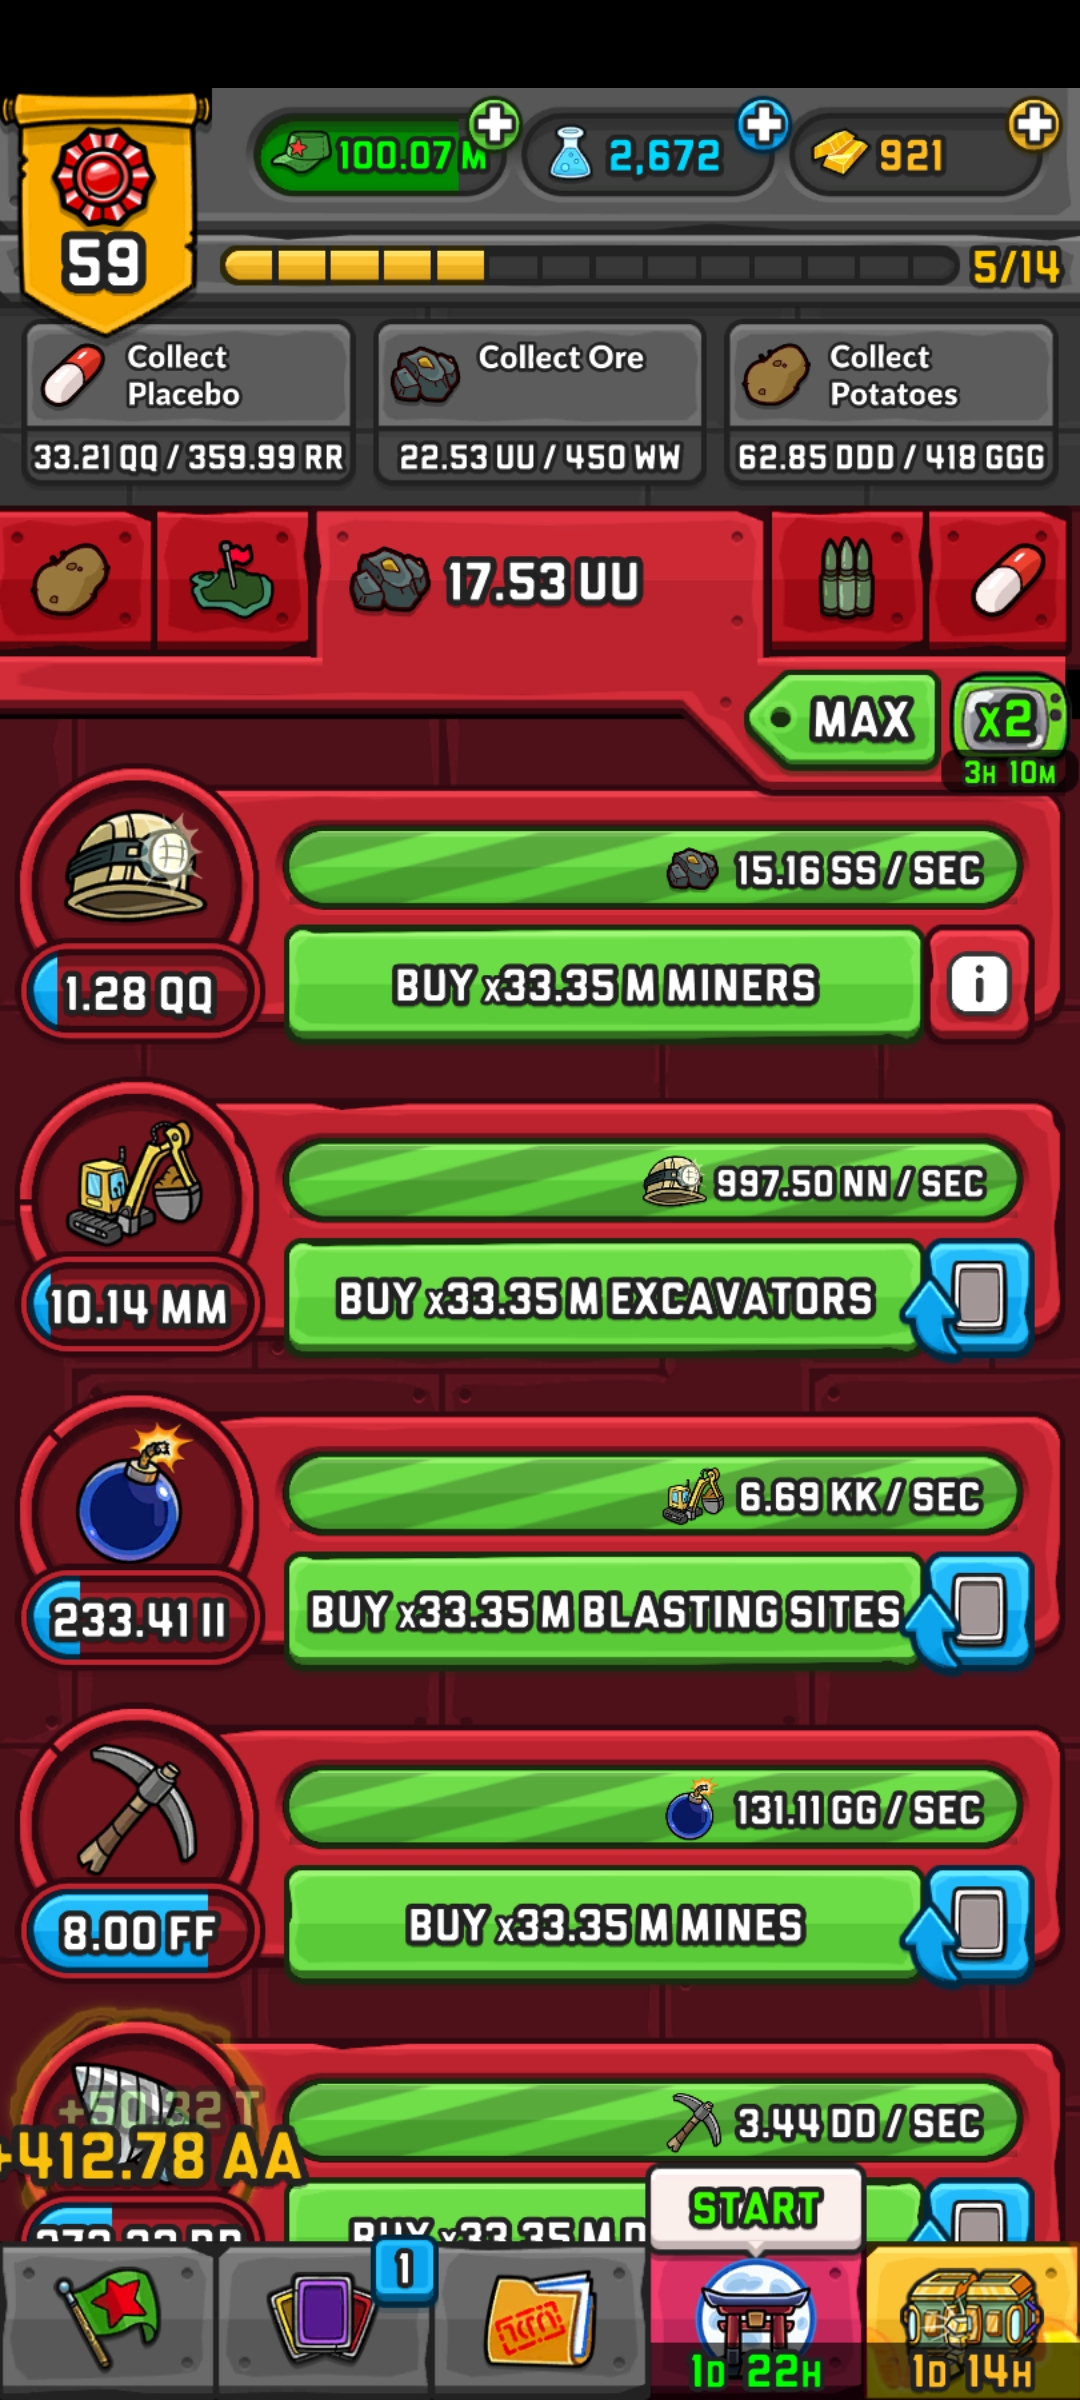 100.07 M
2,672
921
59
5/14
Collect
Placebo
33.21 QQ / 359.99 RR
Collect Ore
22.53 UU / 450 WW
Collect
Potatoes
62.85 DDD / 418 GGG
17.53 UU
MAX
x2
3H 10M
15.16 SS / SEC
1.28 QQ
BUY x33.35 M MINERS
i
997.50 NN / SEC
10.14 MM
BUY x33.35 M EXCAVATORS
6.69 KK / SEC
233.41 II
BUY x33.35 M BLASTING SITES
131.11 GG / SEC
8.00 FF
BUY x33.35 M MINES
+50.32 T
+412.78 AA
3.44 DD / SEC
BUY x33.35 M
START
1
1D 22H
1D 14H